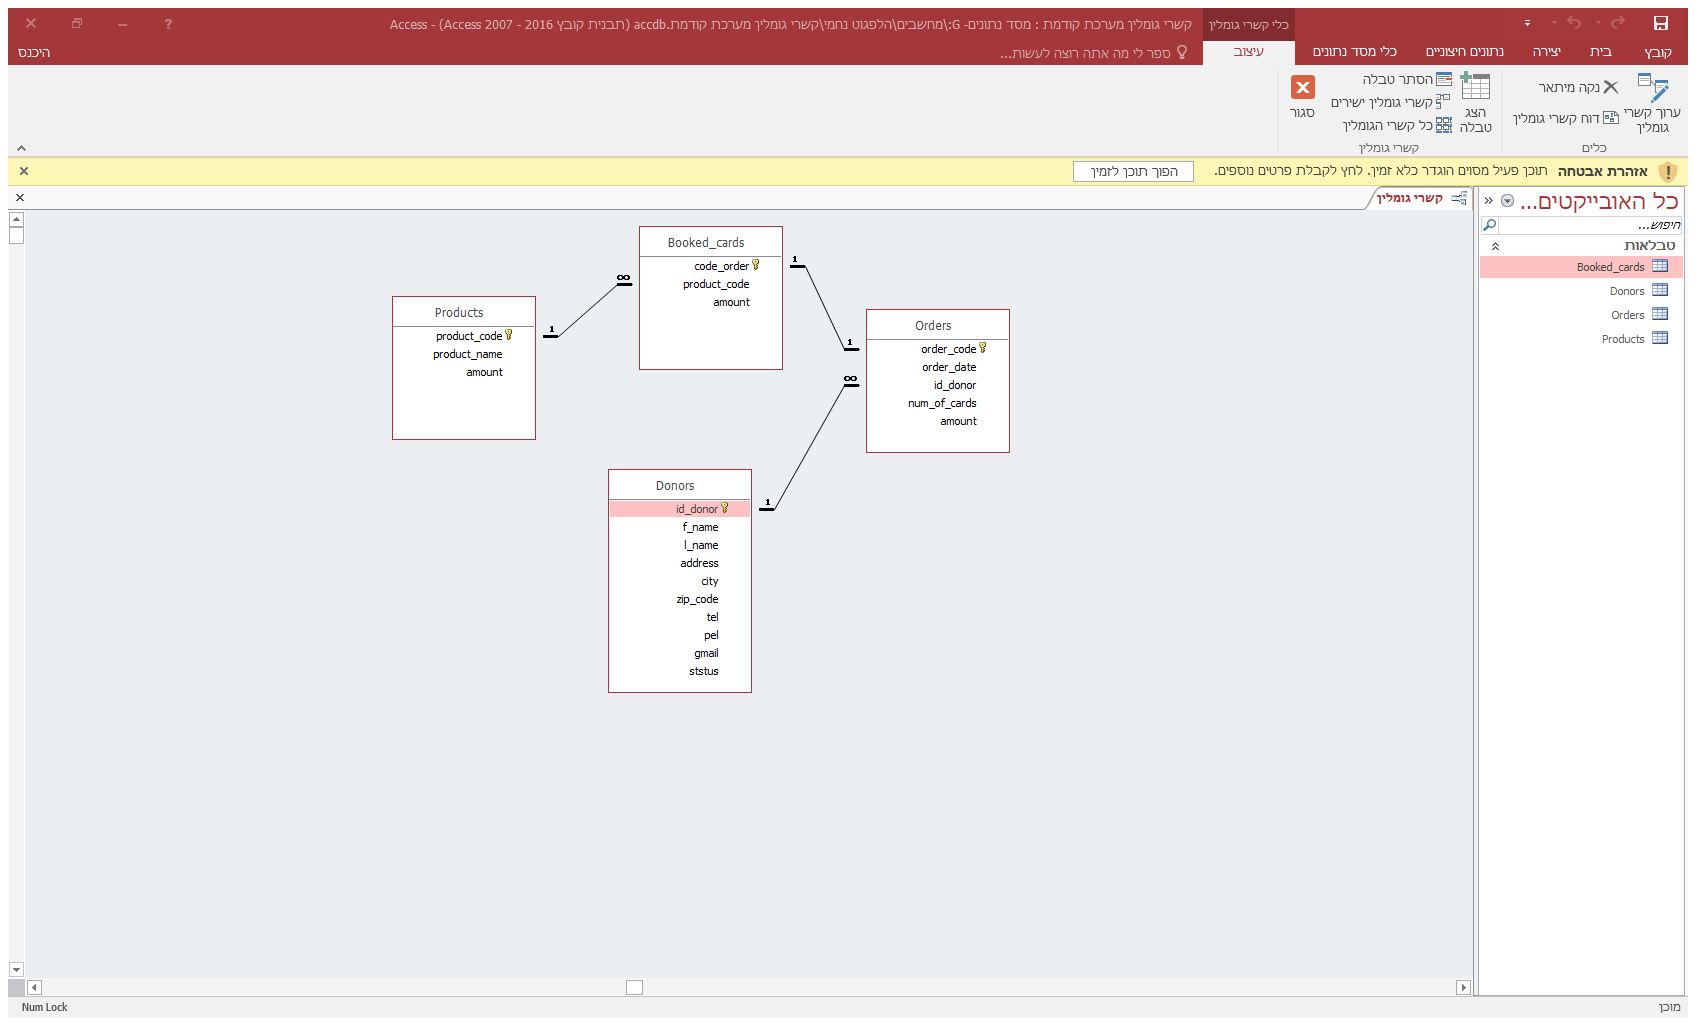 כלי קשרי גומלין
קשרי גומלין מערכת קודמת : מסד נתונים- G:\מחשבים\הלפגוט נחמי\קשרי גומלין מערכת קודמת.accdb (תבנית קובץ Access 2007 - 2016) - Access
?
קובץ
בית
יצירה
נתונים חיצוניים
כלי מסד נתונים
עיצוב
ספר לי מה אתה רוצה לעשות...
היכנס
ערוך קשרי גומלין
נקה מיתאר
דוח קשרי גומלין
כלים
הצג טבלה
הסתר טבלה
קשרי גומלין ישירים
כל קשרי הגומלין
קשרי גומלין
סגור
אזהרת אבטחה
תוכן פעיל מסוים הוגדר כלא זמין. לחץ לקבלת פרטים נוספים.
הפוך תוכן לזמין
כל האובייקטים...
חיפוש...
טבלאות
Booked_cards
Donors
Orders
Products
קשרי גומלין
Booked_cards
code_order
product_code
amount
1
∞
Products
product_code
product_name
amount
1
Orders
order_code
order_date
id_donor
num_of_cards
amount
1
∞
Donors
id_donor
f_name
l_name
address
city
zip_code
tel
pel
gmail
ststus
1
מוכן
Num Lock